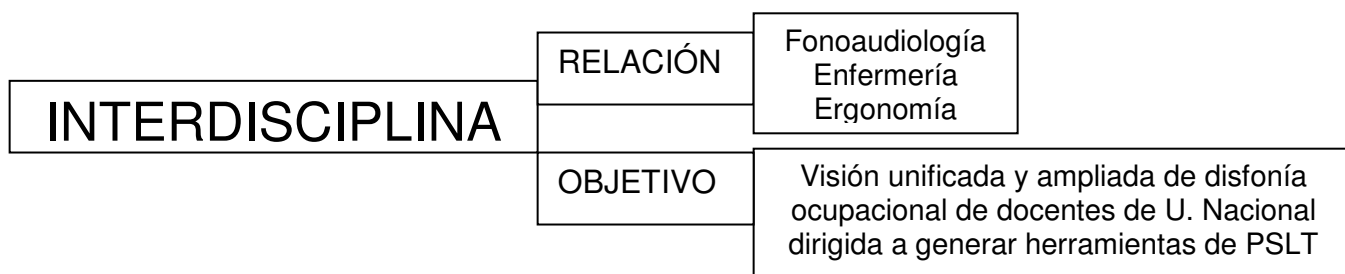 INTERDISCIPLINA
RELACIÓN
Fonoaudiología
Enfermería
Ergonomía
OBJETIVO
Visión unificada y ampliada de disfonía
ocupacional de docentes de U. Nacional
dirigida a generar herramientas de PSLT